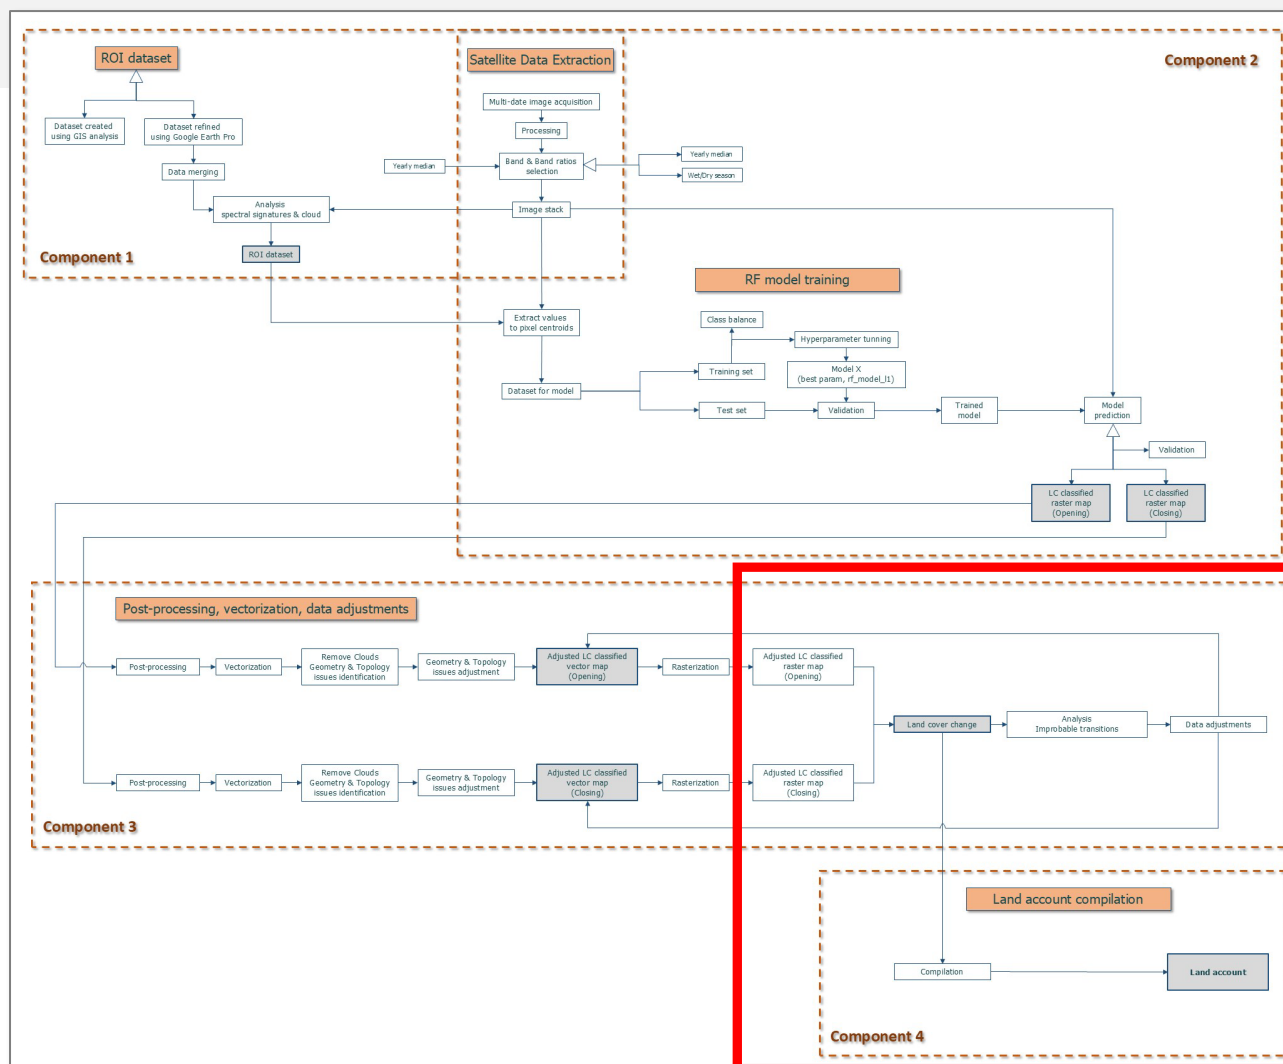 ROI dataset
Dataset created
using GIS analysis
Dataset refined
using Google Earth Pro
Data merging
Analysis
spectral signatures & cloud
ROI dataset
Component 1
Satellite Data Extraction
Component 2
Multi-date image acquisition
Processing
Yearly median
Band & Band ratios
selection
Yearly median
Wet/Dry season
Image stack
RF model training
Extract values
to pixel centroids
Dataset for model
Class balance
Hyperparameter tunning
Training set
Model X
(best param, rf_model_l1)
Test set
Validation
Trained
model
Model
prediction
Validation
LC classified
raster map
(Opening)
LC classified
raster map
(Closing)
Post-processing, vectorization, data adjustments
Post-processing
Vectorization
Remove Clouds
Geometry & Topology
issues identification
Geometry & Topology
issues adjustment
Adjusted LC classified
vector map
(Opening)
Rasterization
Adjusted LC classified
raster map
(Opening)
Land cover change
Analysis
Improbable transitions
Data adjustments
Post-processing
Vectorization
Remove Clouds
Geometry & Topology
issues identification
Geometry & Topology
issues adjustment
Adjusted LC classified
vector map
(Closing)
Rasterization
Adjusted LC classified
raster map
(Closing)
Component 3
Land account compilation
Compilation
Land account
Component 4